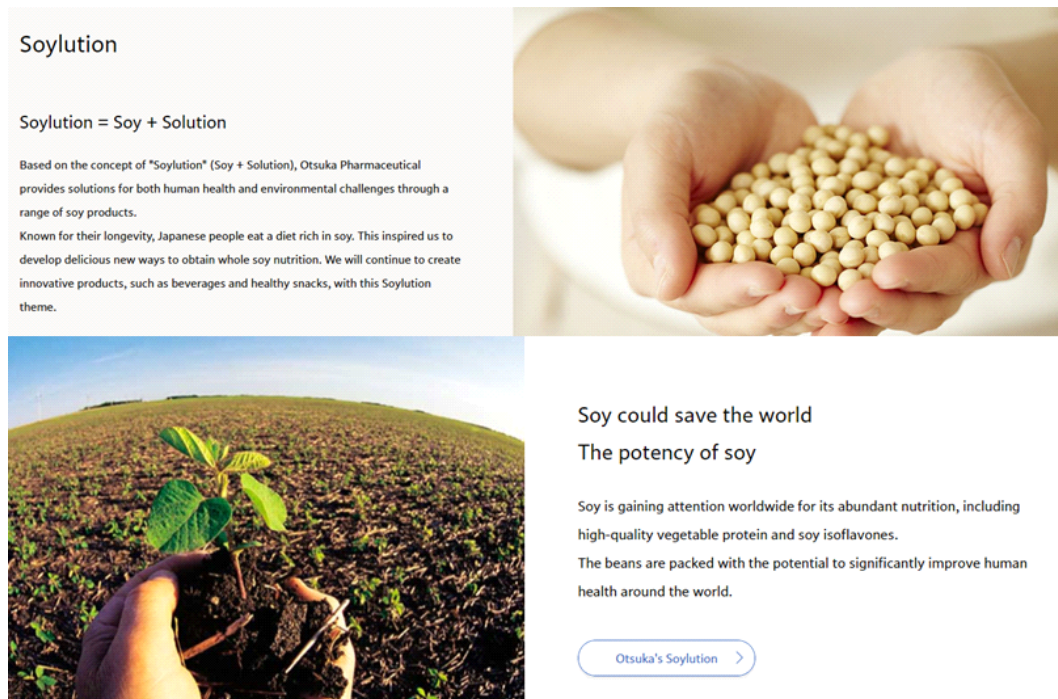 Soylution
Soylution = Soy + Solution
Based on the concept of "Soylution" (Soy + Solution), Otsuka Pharmaceutical
provides solutions for both human health and environmental challenges through a
range of soy products.
Known for their longevity, Japanese people eat a diet rich in soy. This inspired us to
develop delicious new ways to obtain whole soy nutrition. We will continue to create
innovative products, such as beverages and healthy snacks, with this Soylution
theme.
Soy could save the world
The potency of soy
Soy is gaining attention worldwide for its abundant nutrition, including
high-quality vegetable protein and soy isoflavones.
The beans are packed with the potential to significantly improve human
health around the world.
Otsuka's Soylution